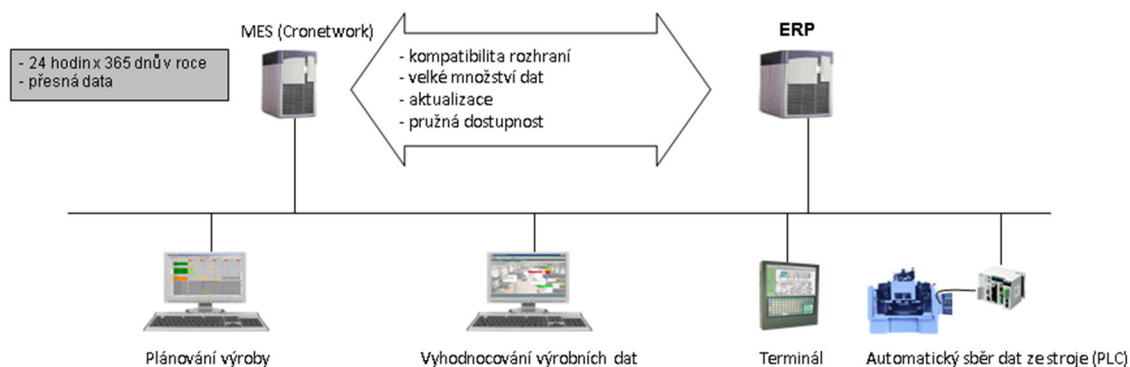 MES (Cronetwork)
ERP
- 24 hodin x 365 dnů v roce
- přesná data
- kompatibilita rozhraní
- velké množství dat
- aktualizace
- pružná dostupnost
Plánování výroby
Vyhodnocování výrobních dat
Terminál
Automatický sběr dat ze stroje (PLC)